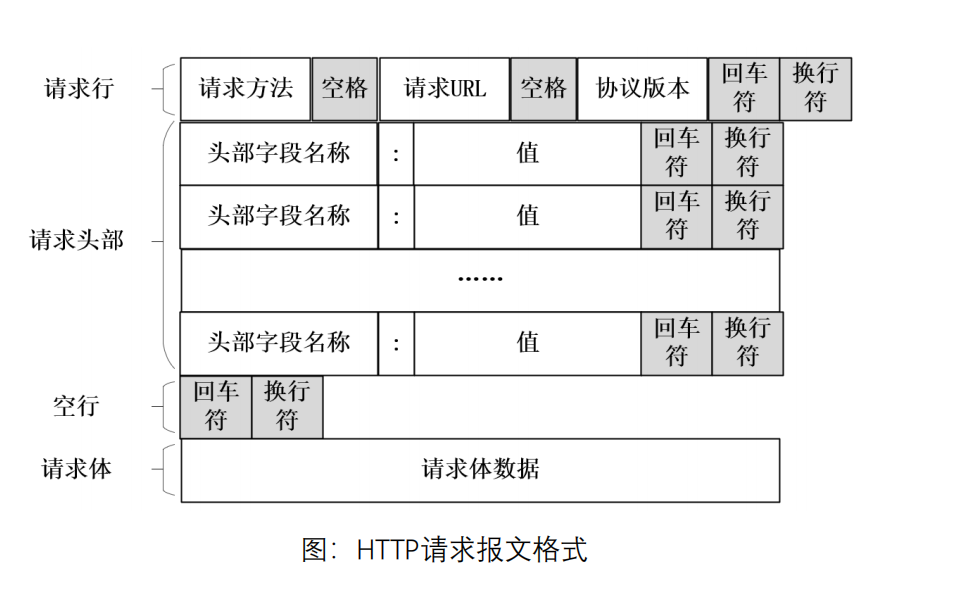 请求行 请求方法 空格 请求URL 空格 协议版本 回车符 换行符
头部字段名称 : 值 回车符 换行符
请求头部 头部字段名称 : 值 回车符 换行符
……
头部字段名称 : 值 回车符 换行符
空行 回车符 换行符
请求体 请求体数据
图：HTTP请求报文格式